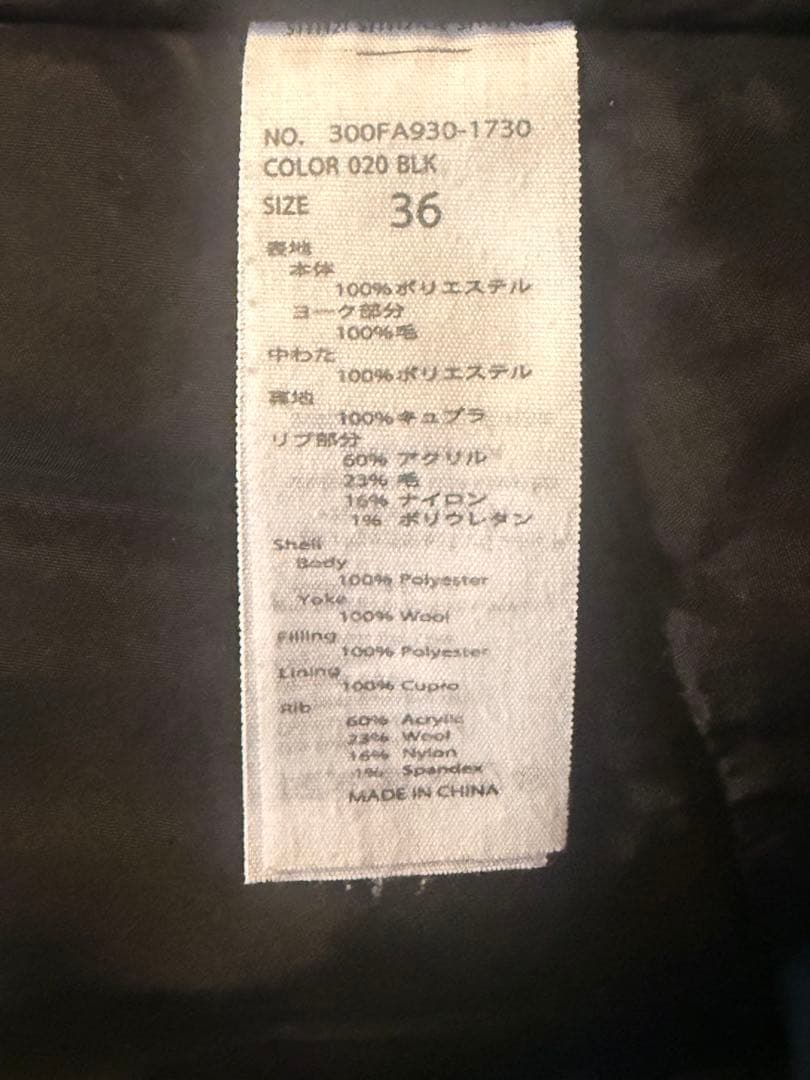 NO. 300FA930-1730
COLOR 020 BLK
SIZE 36
表地
本体
100%ポリエステル
ヨーク部分
100%毛
中わた
100%ポリエステル
裏地
100%キュプラ
リブ部分
60% アクリル
23% 毛
16% ナイロン
1% ポリウレタン
Shell
Body
100% Polyester
Yoke
100% Wool
Filling
100% Polyester
Lining
100% Cupro
Rib
60% Acrylic
23% Wool
16% Nylon
1% Spandex
MADE IN CHINA